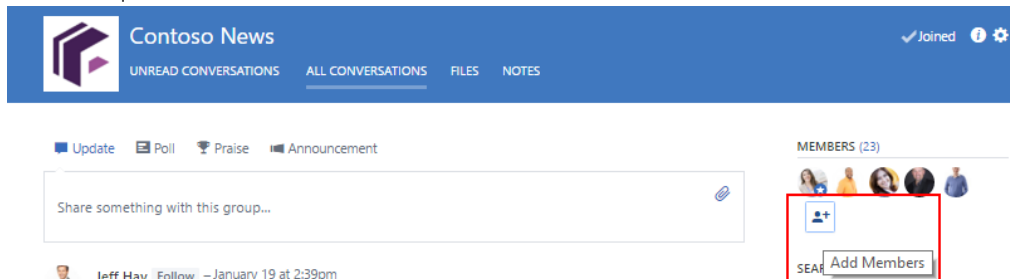 Contoso News
Joined
UNREAD CONVERSATIONS ALL CONVERSATIONS FILES NOTES
Update Poll Praise Announcement
MEMBERS (23)
Share something with this group...
Add Members
Jeff Hay Follow – January 19 at 2:39pm